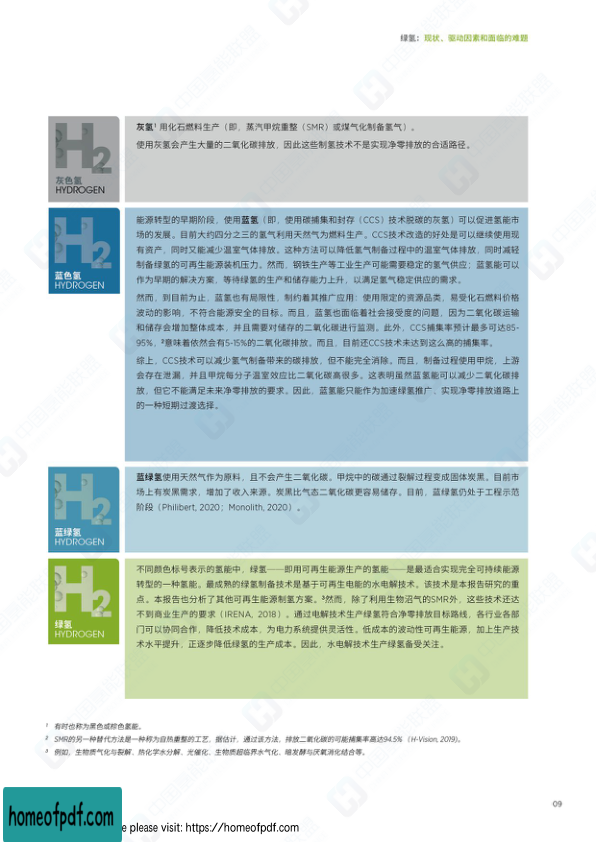 绿氢：现状、驱动因素和面临的难题
H2
灰色氢
HYDROGEN
灰氢¹ 用化石燃料生产（即，蒸汽甲烷重整（SMR）或煤气化制备氢气）。
使用灰氢会产生大量的二氧化碳排放，因此这些制氢技术不是实现净零排放的合适路径。
H2
蓝色氢
HYDROGEN
能源转型的早期阶段，使用蓝氢（即，使用碳捕集和封存（CCS）技术脱碳的灰氢）可以促进氢能市
场的发展。目前大约四分之三的氢气利用天然气为燃料生产。CCS技术改造的好处是可以继续使用现
有资产，同时又能减少温室气体排放。这种方法可以降低氢气制备过程中的温室气体排放，同时减轻
制备绿氢的可再生能源装机压力。然而，钢铁生产等工业生产可能需要稳定的氢气供应；蓝氢能可以
作为早期的解决方案，等待绿氢的生产和储存能力上升，以满足氢气稳定供应的需求。
然而，到目前为止，蓝氢也有局限性，制约着其推广应用：使用限定的资源品类，易受化石燃料价格
波动的影响，不符合能源安全的目标。而且，蓝氢也面临着社会接受度的问题，因为二氧化碳运输
和储存会增加整体成本，并且需要对储存的二氧化碳进行监测。此外，CCS捕集率预计最多可达85-
95%，²意味着依然会有5-15%的二氧化碳排放。而且，目前还CCS技术未达到这么高的捕集率。
综上，CCS技术可以减少氢气制备带来的碳排放，但不能完全消除。而且，制备过程使用甲烷，上游
会存在泄漏，并且甲烷每分子温室效应比二氧化碳高很多。这表明虽然蓝氢能可以减少二氧化碳排
放，但它不能满足未来净零排放的要求。因此，蓝氢能只能作为加速绿氢推广，实现净零排放道路上
的一种短期过渡选择。
H2
蓝绿氢
HYDROGEN
蓝绿氢使用天然气作为原料，且不会产生二氧化碳。甲烷中的碳通过裂解过程变成固体炭黑。目前市
场上有炭黑需求，增加了收入来源。炭黑比气态二氧化碳更容易储存。目前，蓝绿氢仍处于工程示范
阶段（Philibert, 2020；Monolith, 2020）。
H2
绿氢
HYDROGEN
不同颜色标号表示的氢能中，绿氢——即用可再生能源生产的氢能——是最适合实现完全可持续能源
转型的一种氢能。最成熟的绿氢制备技术是基于可再生电能的水电解技术。该技术是本报告研究的重
点。本报告也分析了其他可再生能源制氢方案。³然而，除了利用生物沼气的SMR外，这些技术还达
不到商业生产的要求（IRENA, 2018）。通过电解技术生产绿氢符合净零排放目标路线，各行业各部
门可以协同合作，降低技术成本，为电力系统提供灵活性。低成本的波动性可再生能源，加上生产技
术水平提升，正逐步降低绿氢的生产成本。因此，水电解技术生产绿氢备受关注。
¹ 有时也称为黑色或棕色氢能。
² SMR的另一种替代方法是一种称为自热重整的工艺，据估计，通过该方法，排放二氧化碳的可能捕集率高达94.5%（H-Vision, 2019)。
³ 例如，生物质气化与裂解，热化学水分解，光催化，生物质超临界水气化，暗发酵与厌氧消化结合等。
09
homeofpdf.com
e please visit: https://homeofpdf.com